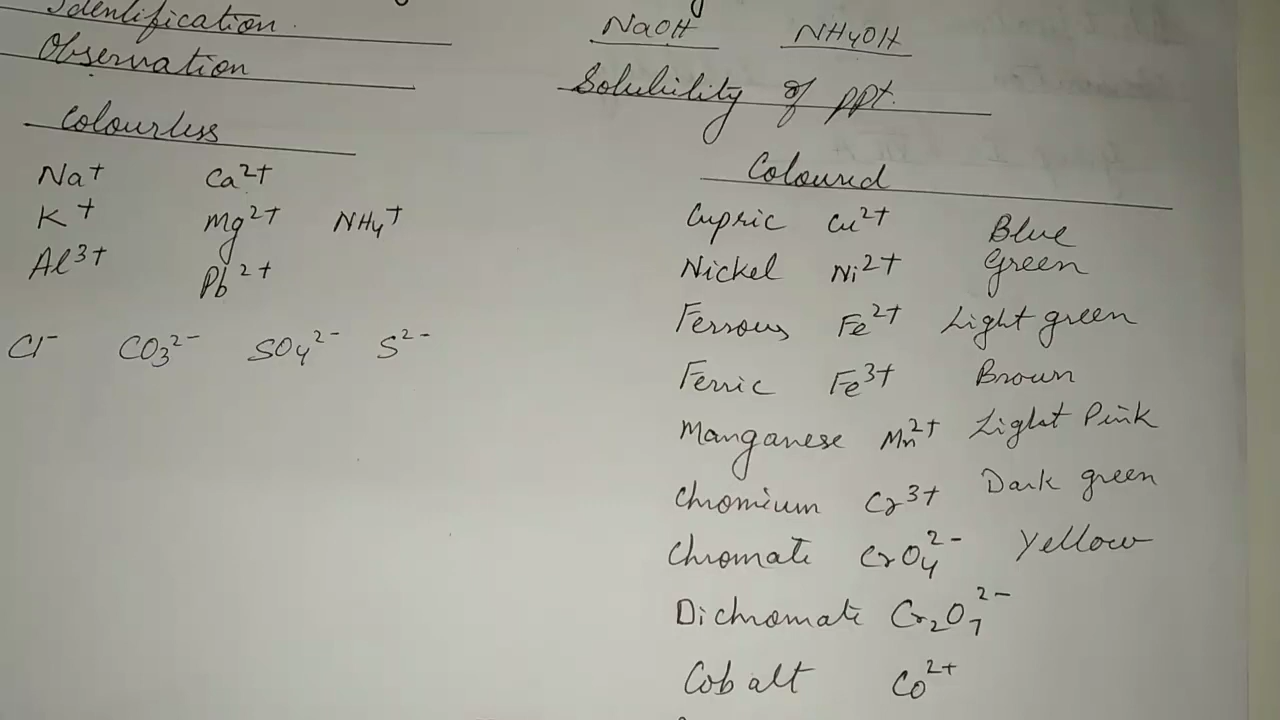 Identification.
Observation
NaOH NH4OH
Solubility of ppt.
Colourless
Na+ Ca2+
K+ Mg2+ NH4+
Al3+ Pb2+
Cl- CO3 2- SO4 2- S2-
Coloured
Cupric Cu2+ Blue
Nickel Ni2+ Green
Ferrous Fe2+ Light green
Ferric Fe3+ Brown
Manganese Mn2+ Light Pink
Chromium Cr3+ Dark green
Chromate CrO4 2- Yellow
Dichromate Cr2O7 2-
Cobalt Co2+